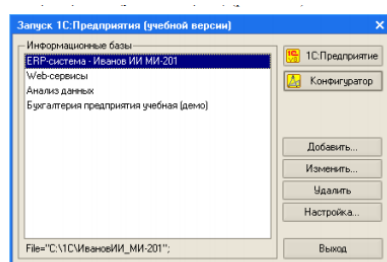 Запуск 1С:Предприятия (учебной версии)
Информационные базы
ERP-система - Иванов ИИ МИ-201
Web-сервисы
Анализ данных
Бухгалтерия предприятия учебная (демо)
1С:Предприятие
Конфигуратор
Добавить...
Изменить...
Удалить
Настройка...
File="C:\1С\ИвановИИ_МИ-201";
Выход